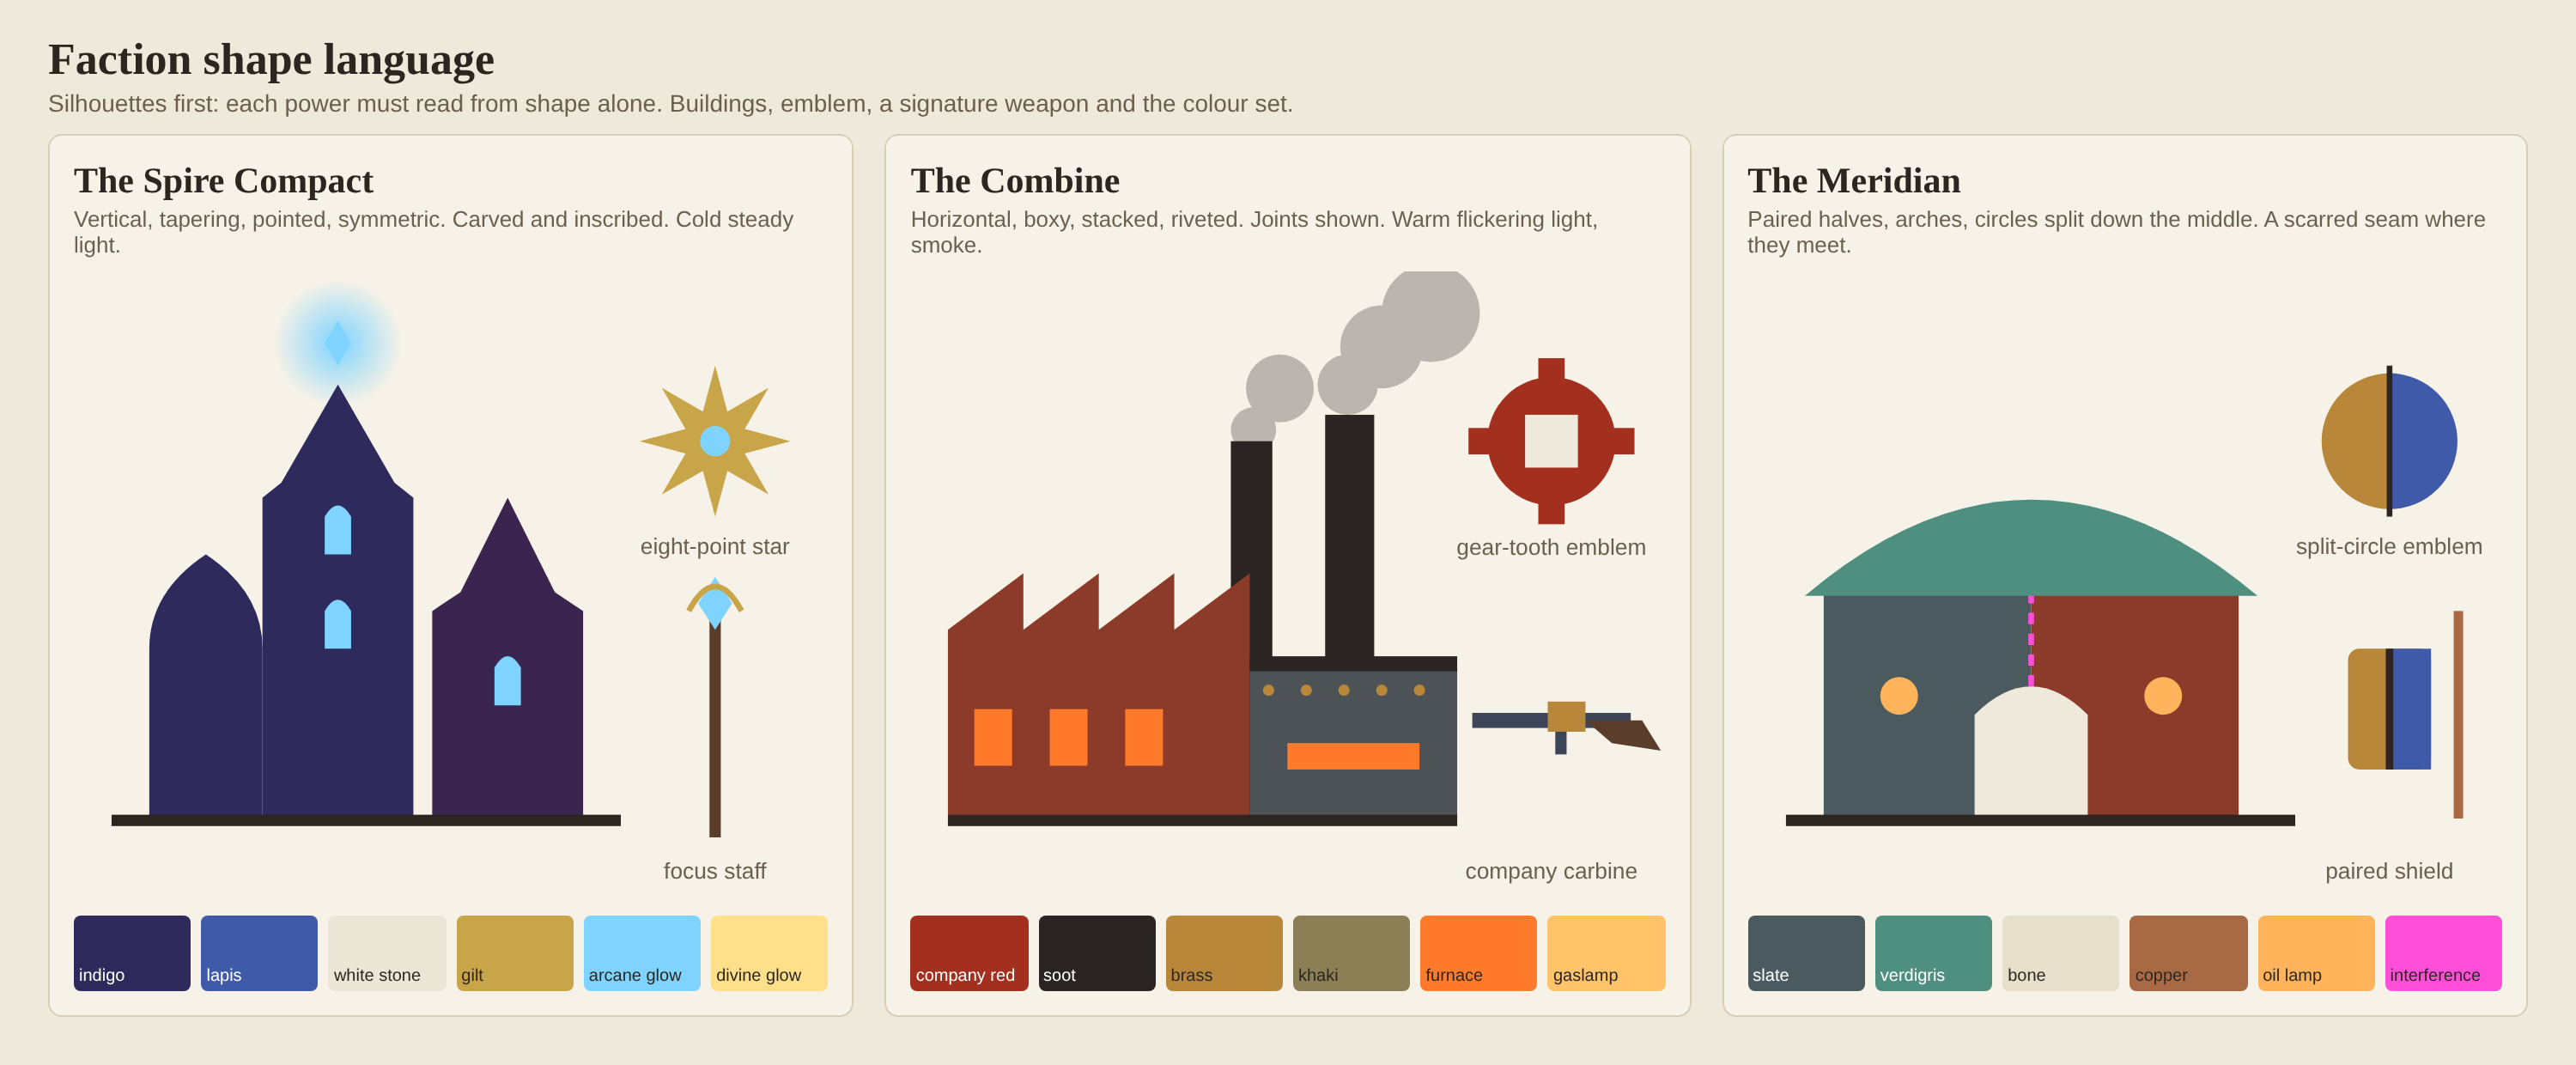 Faction shape language
Silhouettes first: each power must read from shape alone. Buildings, emblem, a signature weapon and the colour set.
The Spire Compact
Vertical, tapering, pointed, symmetric. Carved and inscribed. Cold steady
light.
eight-point star
focus staff
indigo
lapis
white stone
gilt
arcane glow
divine glow
The Combine
Horizontal, boxy, stacked, riveted. Joints shown. Warm flickering light,
smoke.
gear-tooth emblem
company carbine
company red
soot
brass
khaki
furnace
gaslamp
The Meridian
Paired halves, arches, circles split down the middle. A scarred seam where
they meet.
split-circle emblem
paired shield
slate
verdigris
bone
copper
oil lamp
interference